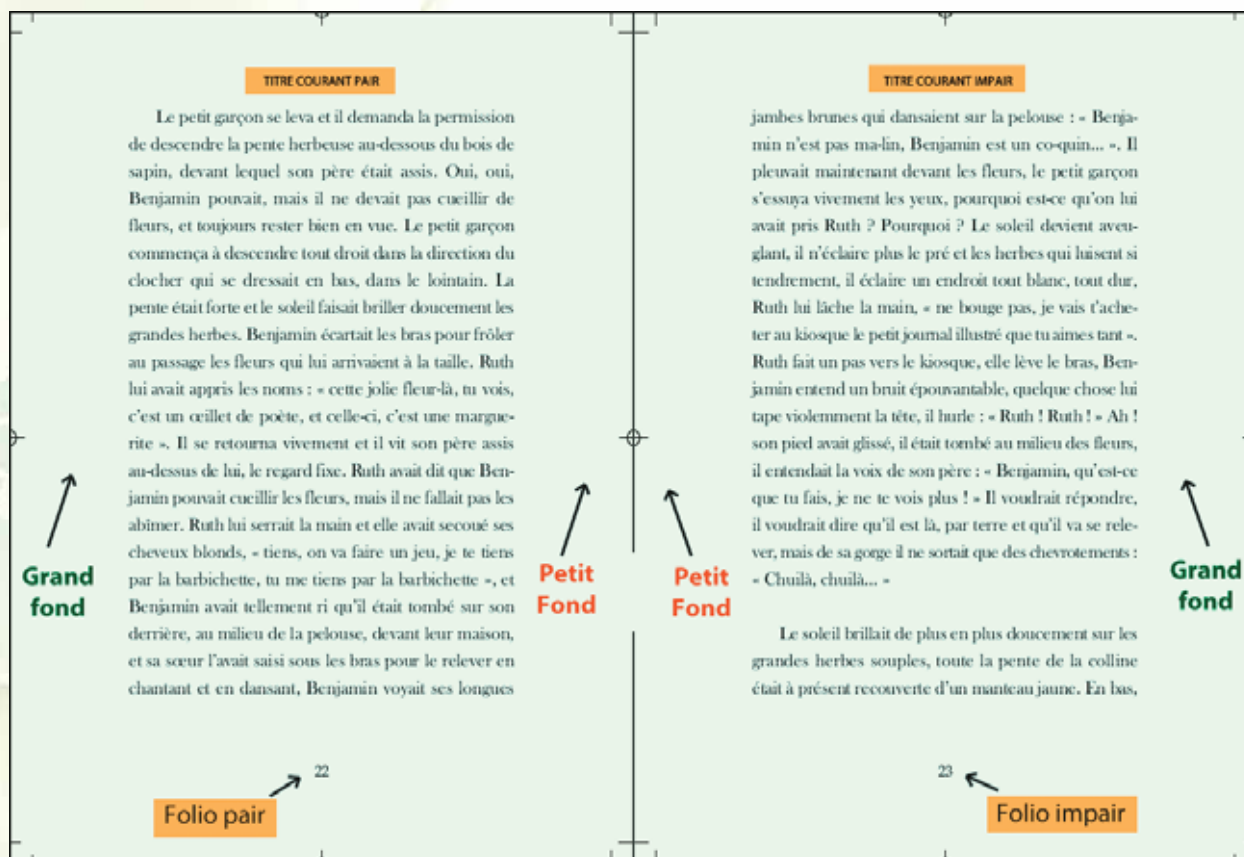 TITRE COURANT PAIR
Le petit garçon se leva et il demanda la permission
de descendre la pente herbeuse au-dessous du bois de
sapin, devant lequel son père était assis. Oui, oui,
Benjamin pouvait, mais il ne devait pas cueillir de
fleurs, et toujours rester bien en vue. Le petit garçon
commença à descendre tout droit dans la direction du
clocher qui se dressait en bas, dans le lointain. La
pente était forte et le soleil faisait briller doucement les
grandes herbes. Benjamin écartait les bras pour frôler
au passage les fleurs qui lui arrivaient à la taille. Ruth
lui avait appris les noms : « cette jolie fleur-là, tu vois,
c'est un œillet de poète, et celle-ci, c'est une margue-
rite ». Il se retourna vivement et il vit son père assis
au-dessus de lui, le regard fixe. Ruth avait dit que Ben-
jamin pouvait cueillir les fleurs, mais il ne fallait pas les
abîmer. Ruth lui serrait la main et elle avait secoué ses
cheveux blonds, « tiens, on va faire un jeu, je te tiens
par la barbichette, tu me tiens par la barbichette », et
Benjamin avait tellement ri qu'il était tombé sur son
derrière, au milieu de la pelouse, devant leur maison,
et sa sœur l'avait saisi sous les bras pour le relever en
chantant et en dansant, Benjamin voyait ses longues
Grand
fond
Petit
Fond
22
Folio pair
TITRE COURANT IMPAIR
jambes brunes qui dansaient sur la pelouse : « Benja-
min n'est pas ma-lin, Benjamin est un co-quin... ». Il
pleuvait maintenant devant les fleurs, le petit garçon
s'essuya vivement les yeux, pourquoi est-ce qu'on lui
avait pris Ruth ? Pourquoi ? Le soleil devient aveu-
glant, il n'éclaire plus le pré et les herbes qui luisent si
tendrement, il éclaire un endroit tout blanc, tout dur,
Ruth lui lâche la main, « ne bouge pas, je vais t'ache-
ter au kiosque le petit journal illustré que tu aimes tant ».
Ruth fait un pas vers le kiosque, elle lève le bras, Ben-
jamin entend un bruit épouvantable, quelque chose lui
tape violemment la tête, il hurle : « Ruth ! Ruth ! » Ah !
son pied avait glissé, il était tombé au milieu des fleurs,
il entendait la voix de son père : « Benjamin, qu'est-ce
que tu fais, je ne te vois plus ! » Il voudrait répondre,
il voudrait dire qu'il est là, par terre et qu'il va se rele-
ver, mais de sa gorge il ne sortait que des chevrotements :
« Chuilà, chuilà... »
Le soleil brillait de plus en plus doucement sur les
grandes herbes souples, toute la pente de la colline
était à présent recouverte d'un manteau jaune. En bas,
Petit
Fond
Grand
fond
23
Folio impair